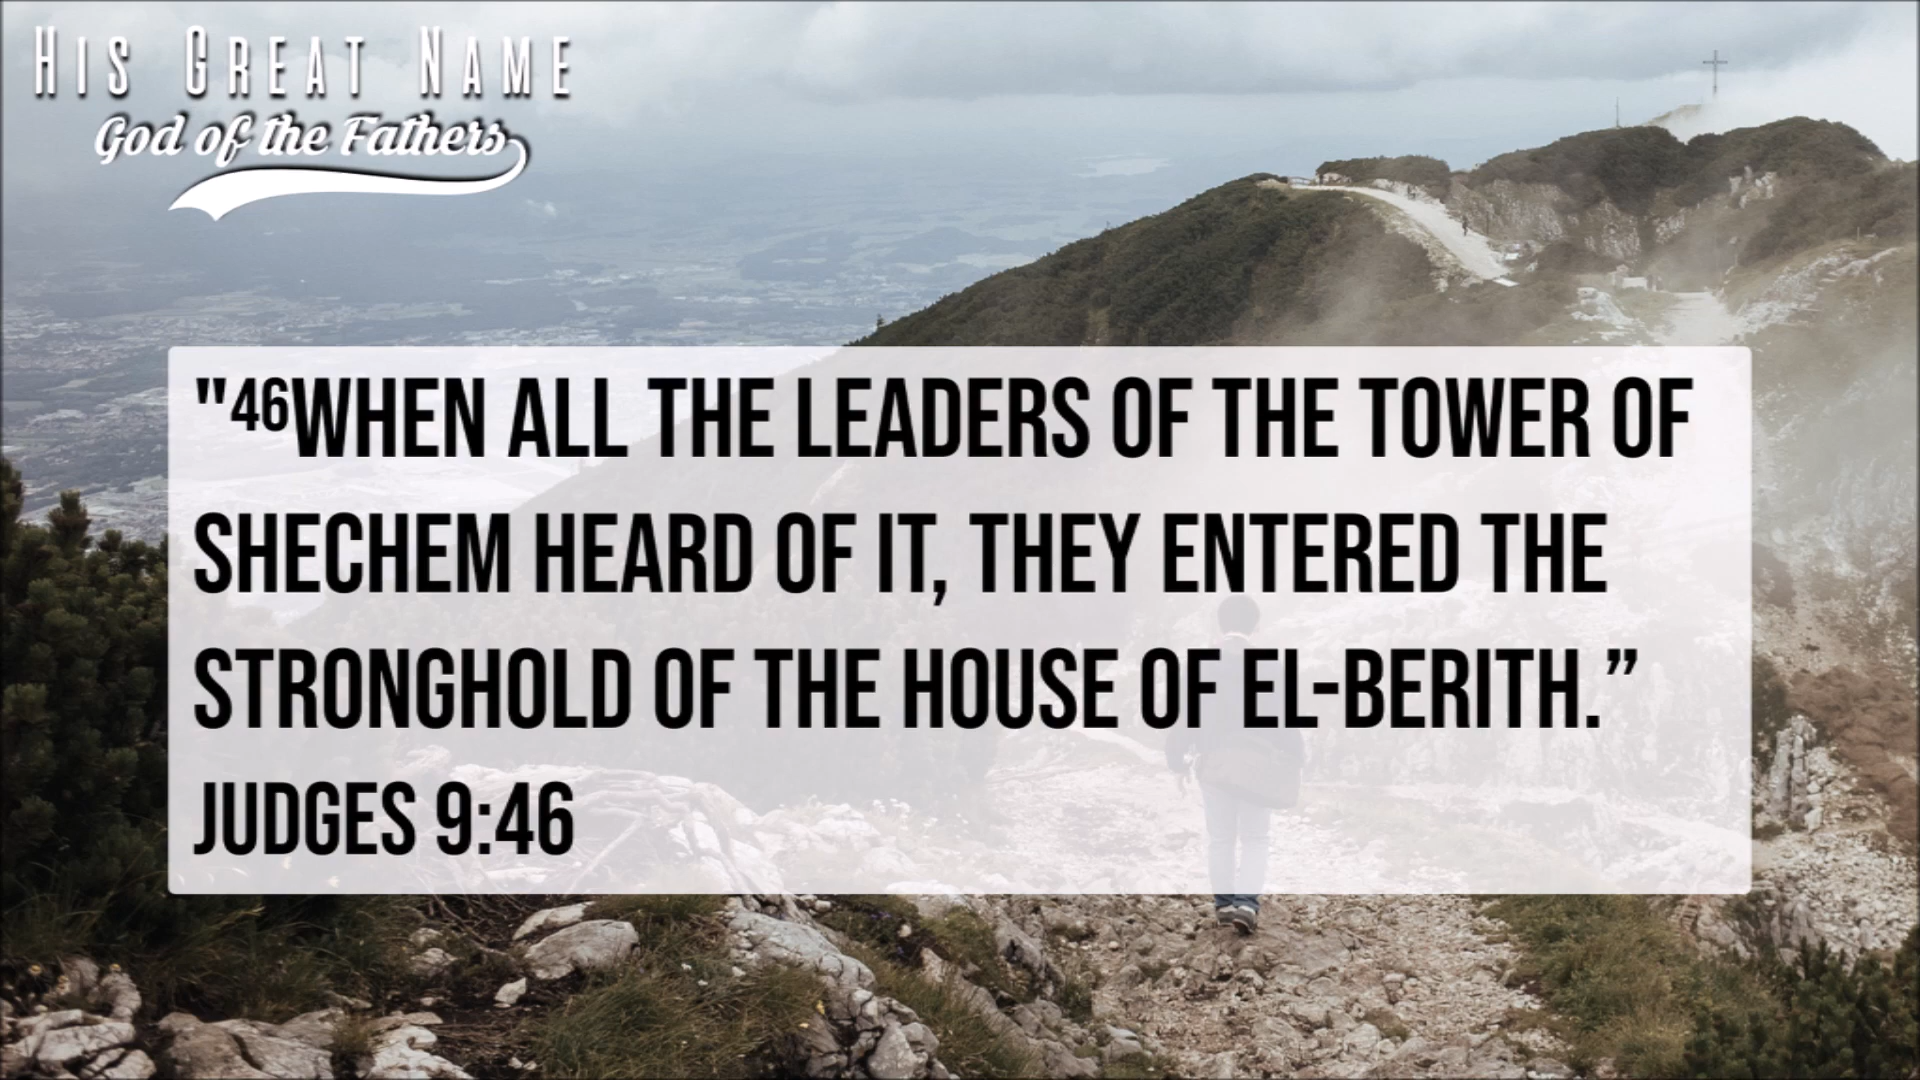 His Great Name
God of the Fathers
"46WHEN ALL THE LEADERS OF THE TOWER OF
SHECHEM HEARD OF IT, THEY ENTERED THE
STRONGHOLD OF THE HOUSE OF EL-BERITH.”
JUDGES 9:46